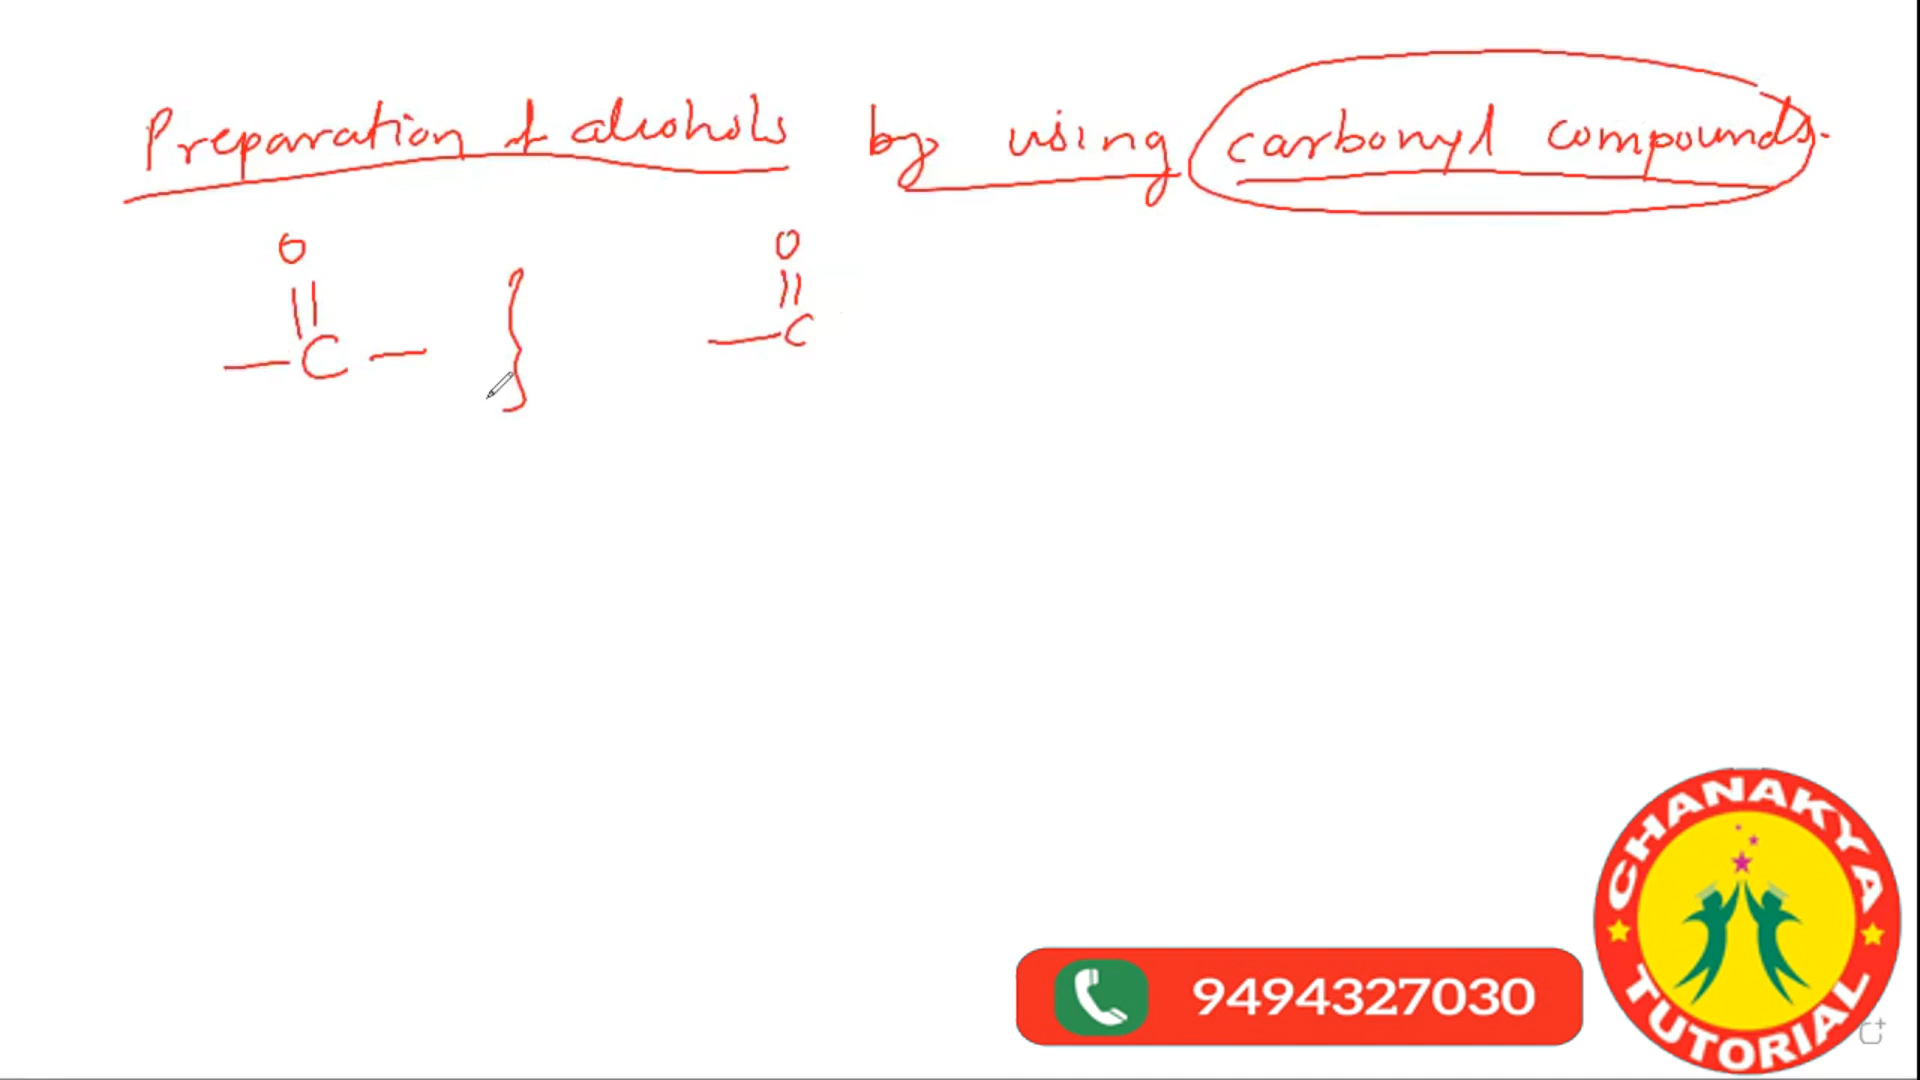 Preparation of alcohols by using carbonyl compounds.
O O
|| ||
— C — } — C
9494327030
CHANAKYA
TUTORIAL